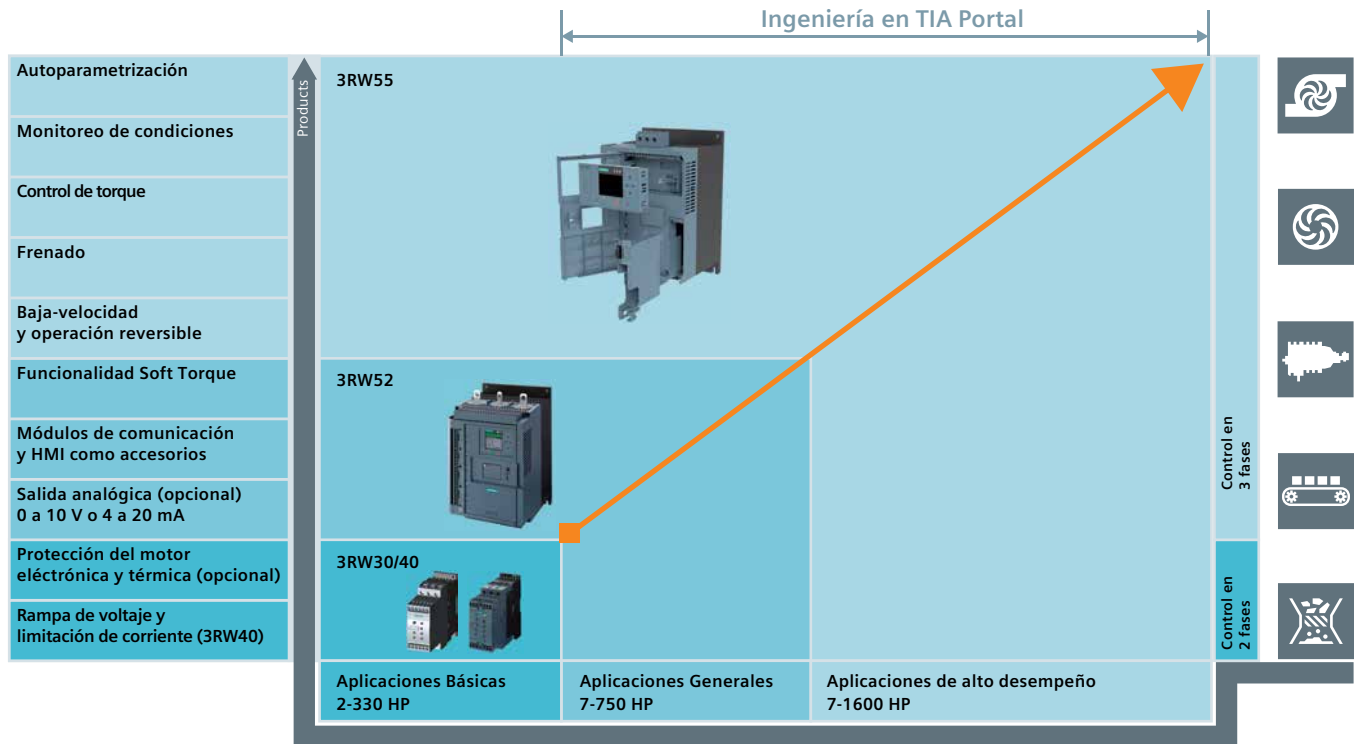 Ingeniería en TIA Portal
Autoparametrización
Monitoreo de condiciones
Control de torque
Frenado
Baja-velocidad
y operación reversible
Funcionalidad Soft Torque
Módulos de comunicación
y HMI como accesorios
Salida analógica (opcional)
0 a 10 V o 4 a 20 mA
Protección del motor
eléctrónica y térmica (opcional)
Rampa de voltaje y
limitación de corriente (3RW40)
Products
3RW55
3RW52
3RW30/40
Control en
3 fases
Control en
2 fases
Aplicaciones Básicas
2-330 HP
Aplicaciones Generales
7-750 HP
Aplicaciones de alto desempeño
7-1600 HP